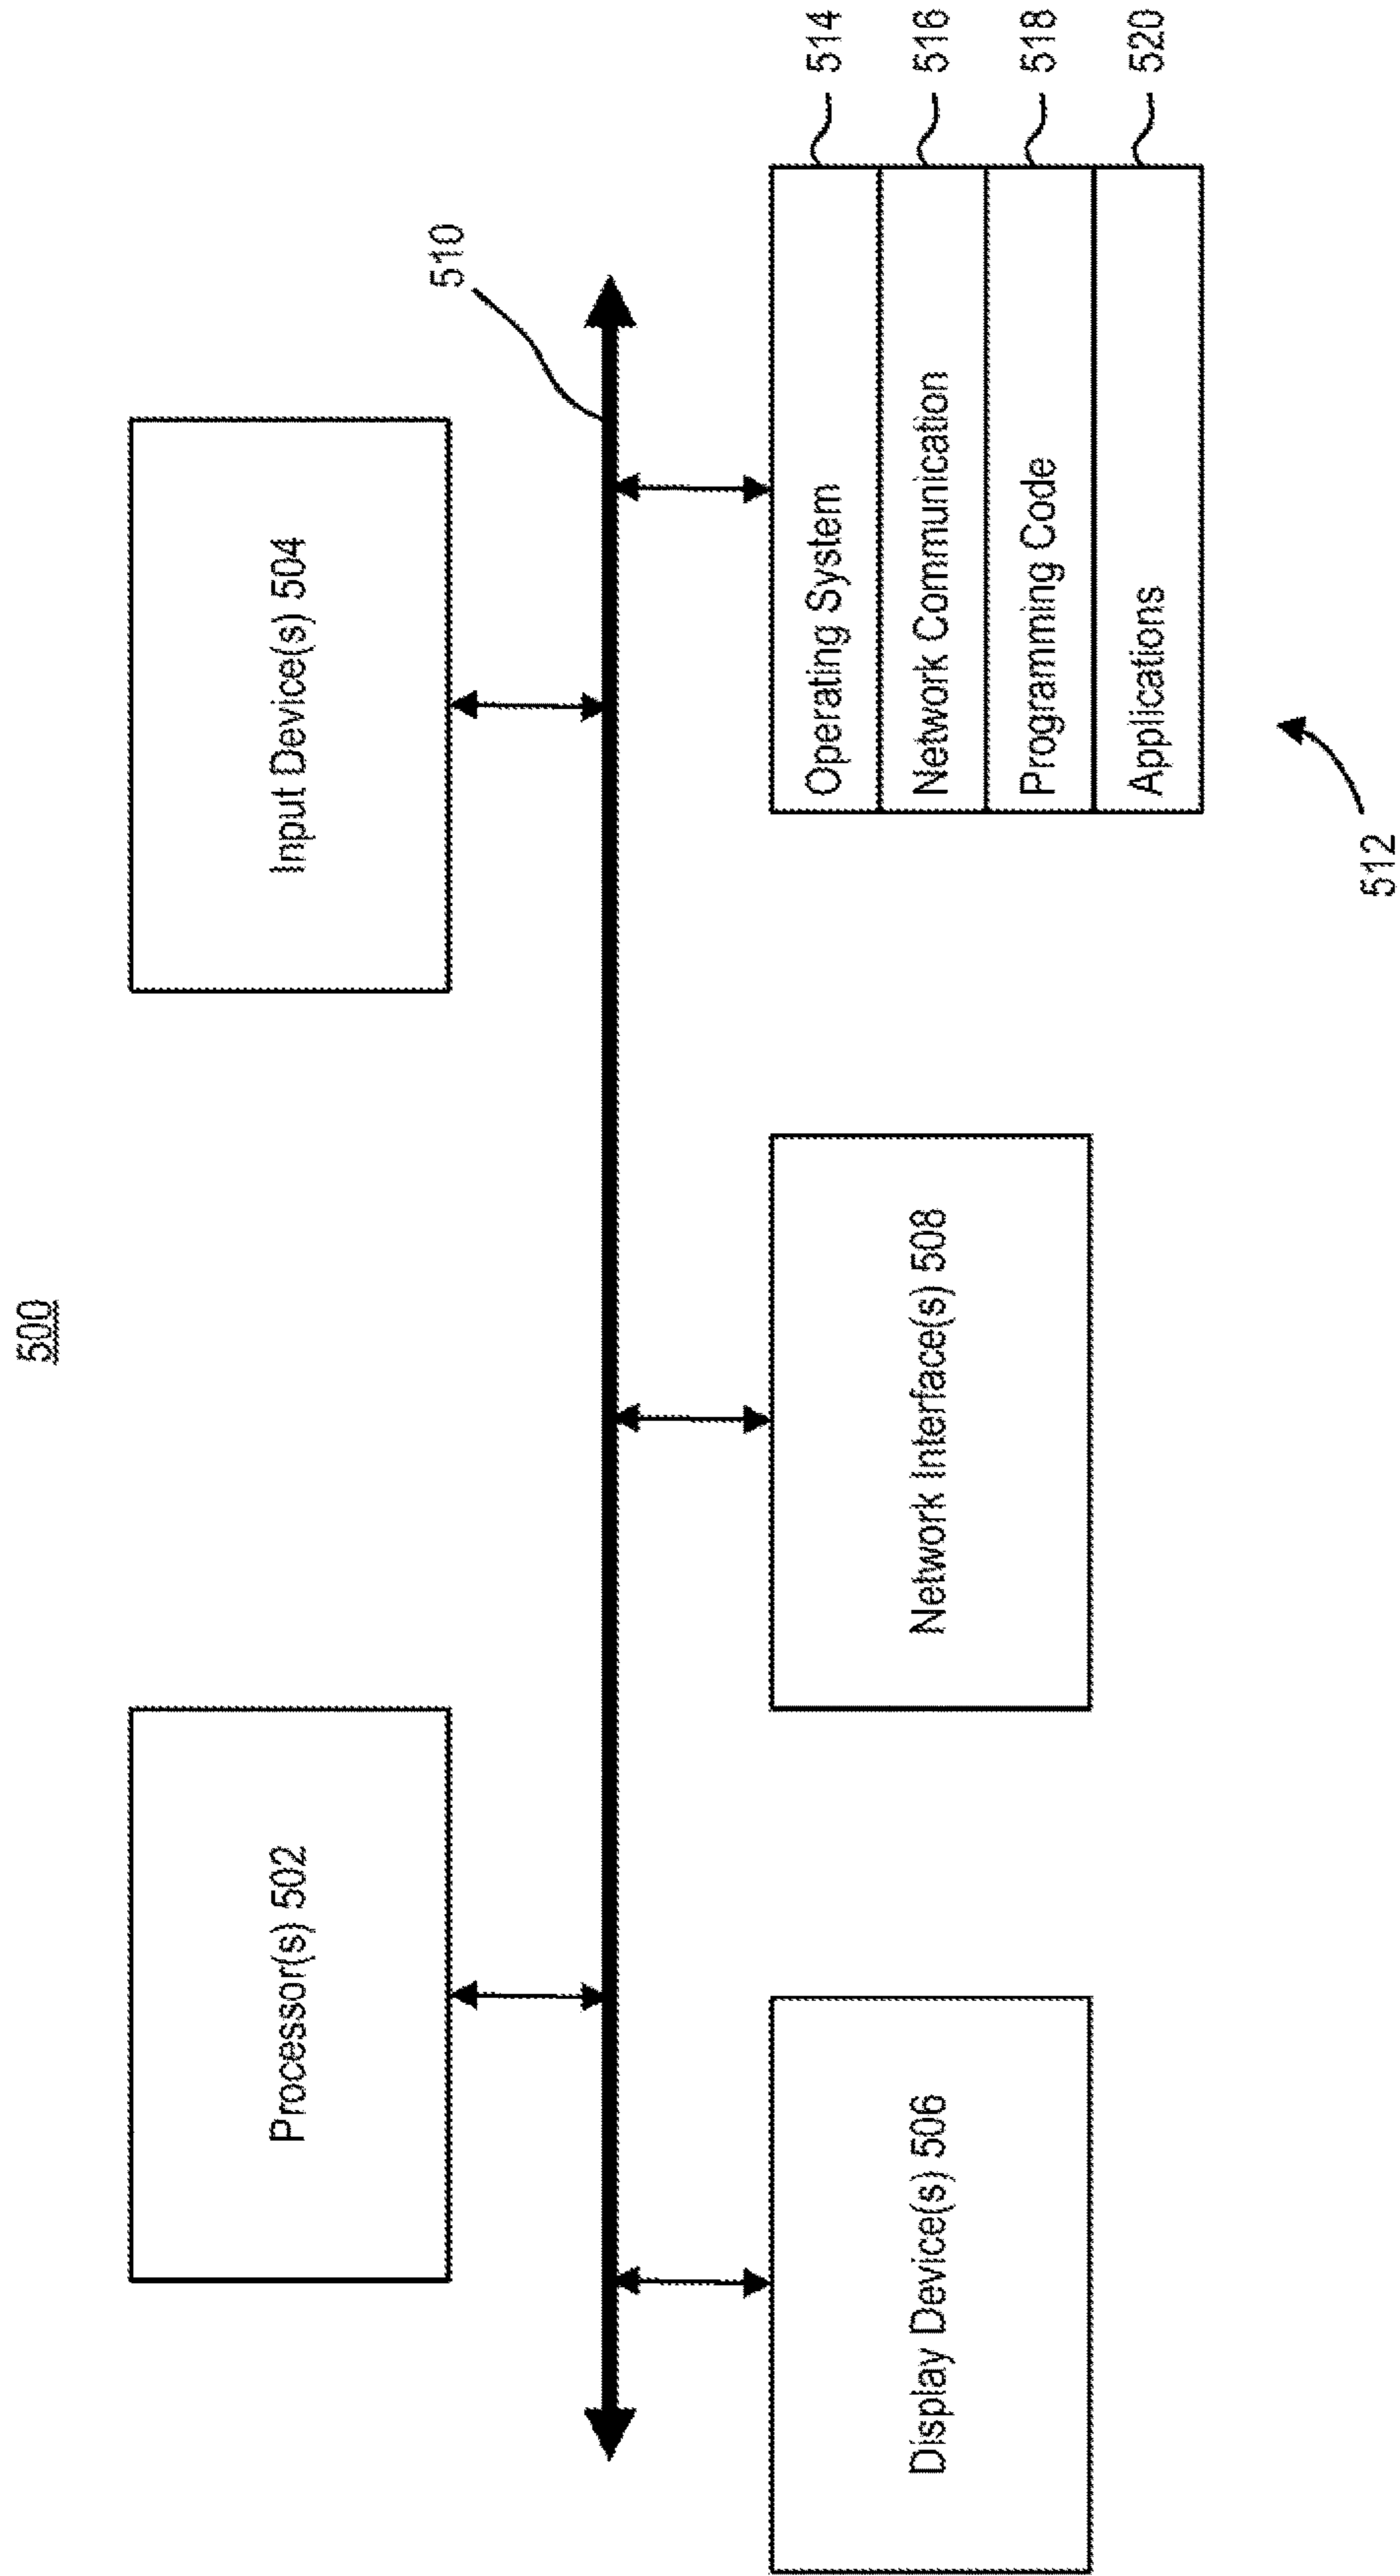 500
Processor(s) 502
Input Device(s) 504
510
Display Device(s) 506
Network Interface(s) 508
Operating System
514
Network Communication
516
Programming Code
518
Applications
520
512